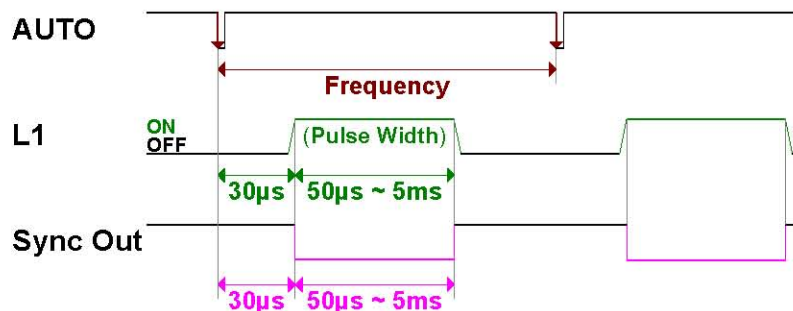 AUTO
Frequency
L1
ON
OFF
(Pulse Width)
30µs
50µs ~ 5ms
Sync Out
30µs
50µs ~ 5ms